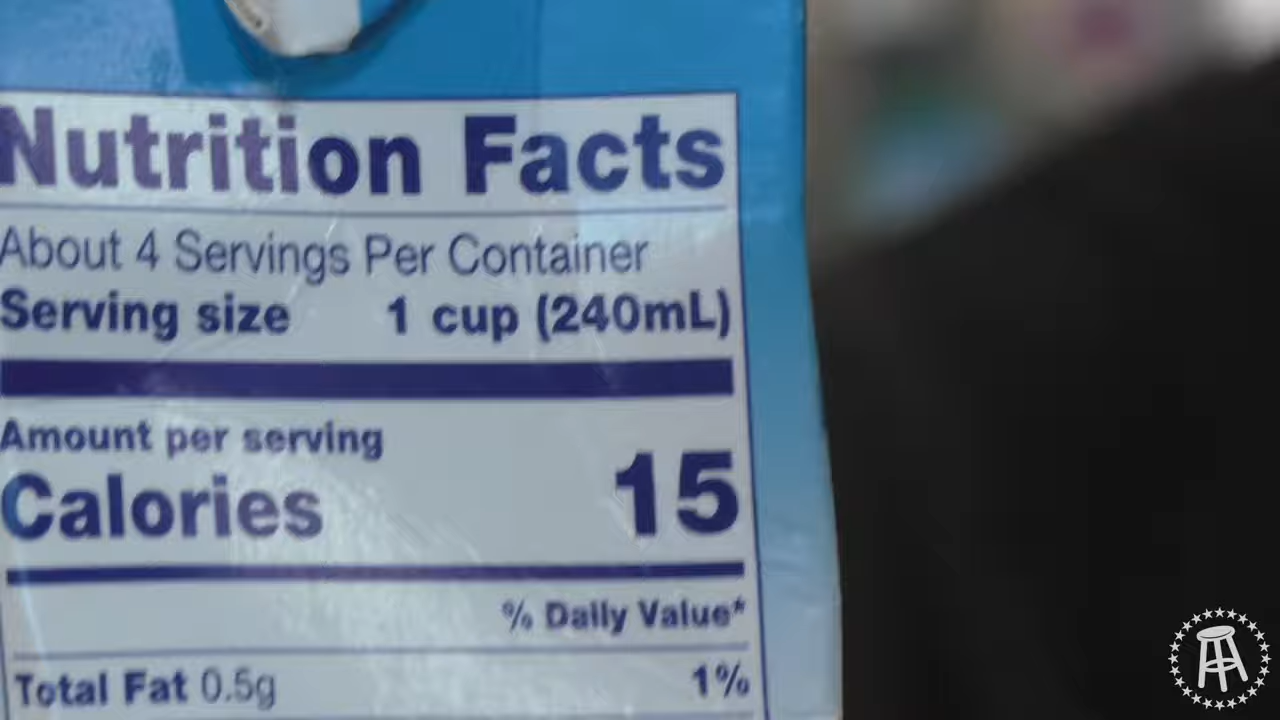 Nutrition Facts
About 4 Servings Per Container
Serving size 1 cup (240mL)
Amount per serving
Calories 15
% Daily Value*
Total Fat 0.5g 1%